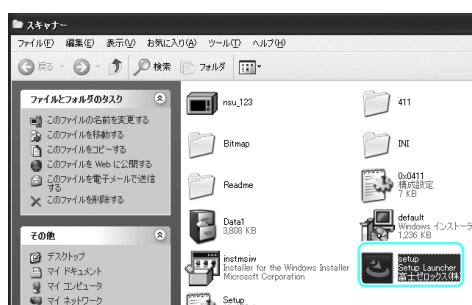 スキャナー
ファイル(F) 編集(E) 表示(V) お気に入り(A) ツール(T) ヘルプ(H)
戻る 検索 フォルダ
ファイルとフォルダのタスク
このファイルの名前を変更する
このファイルを移動する
このファイルをコピーする
このファイルを Web に公開する
このファイルを電子メールで送信
する
このファイルを削除する
その他
デスクトップ
マイ ドキュメント
マイ コンピュータ
マイ ネットワーク
nsu_123
411
Bitmap
INI
Readme
0x0411
構成設定
7 KB
Data1
3,808 KB
default
Windows インストーラ
1,236 KB
instmsiw
Installer for the Windows Installer
Microsoft Corporation
setup
Setup Launcher
富士ゼロックス(株)
Setup